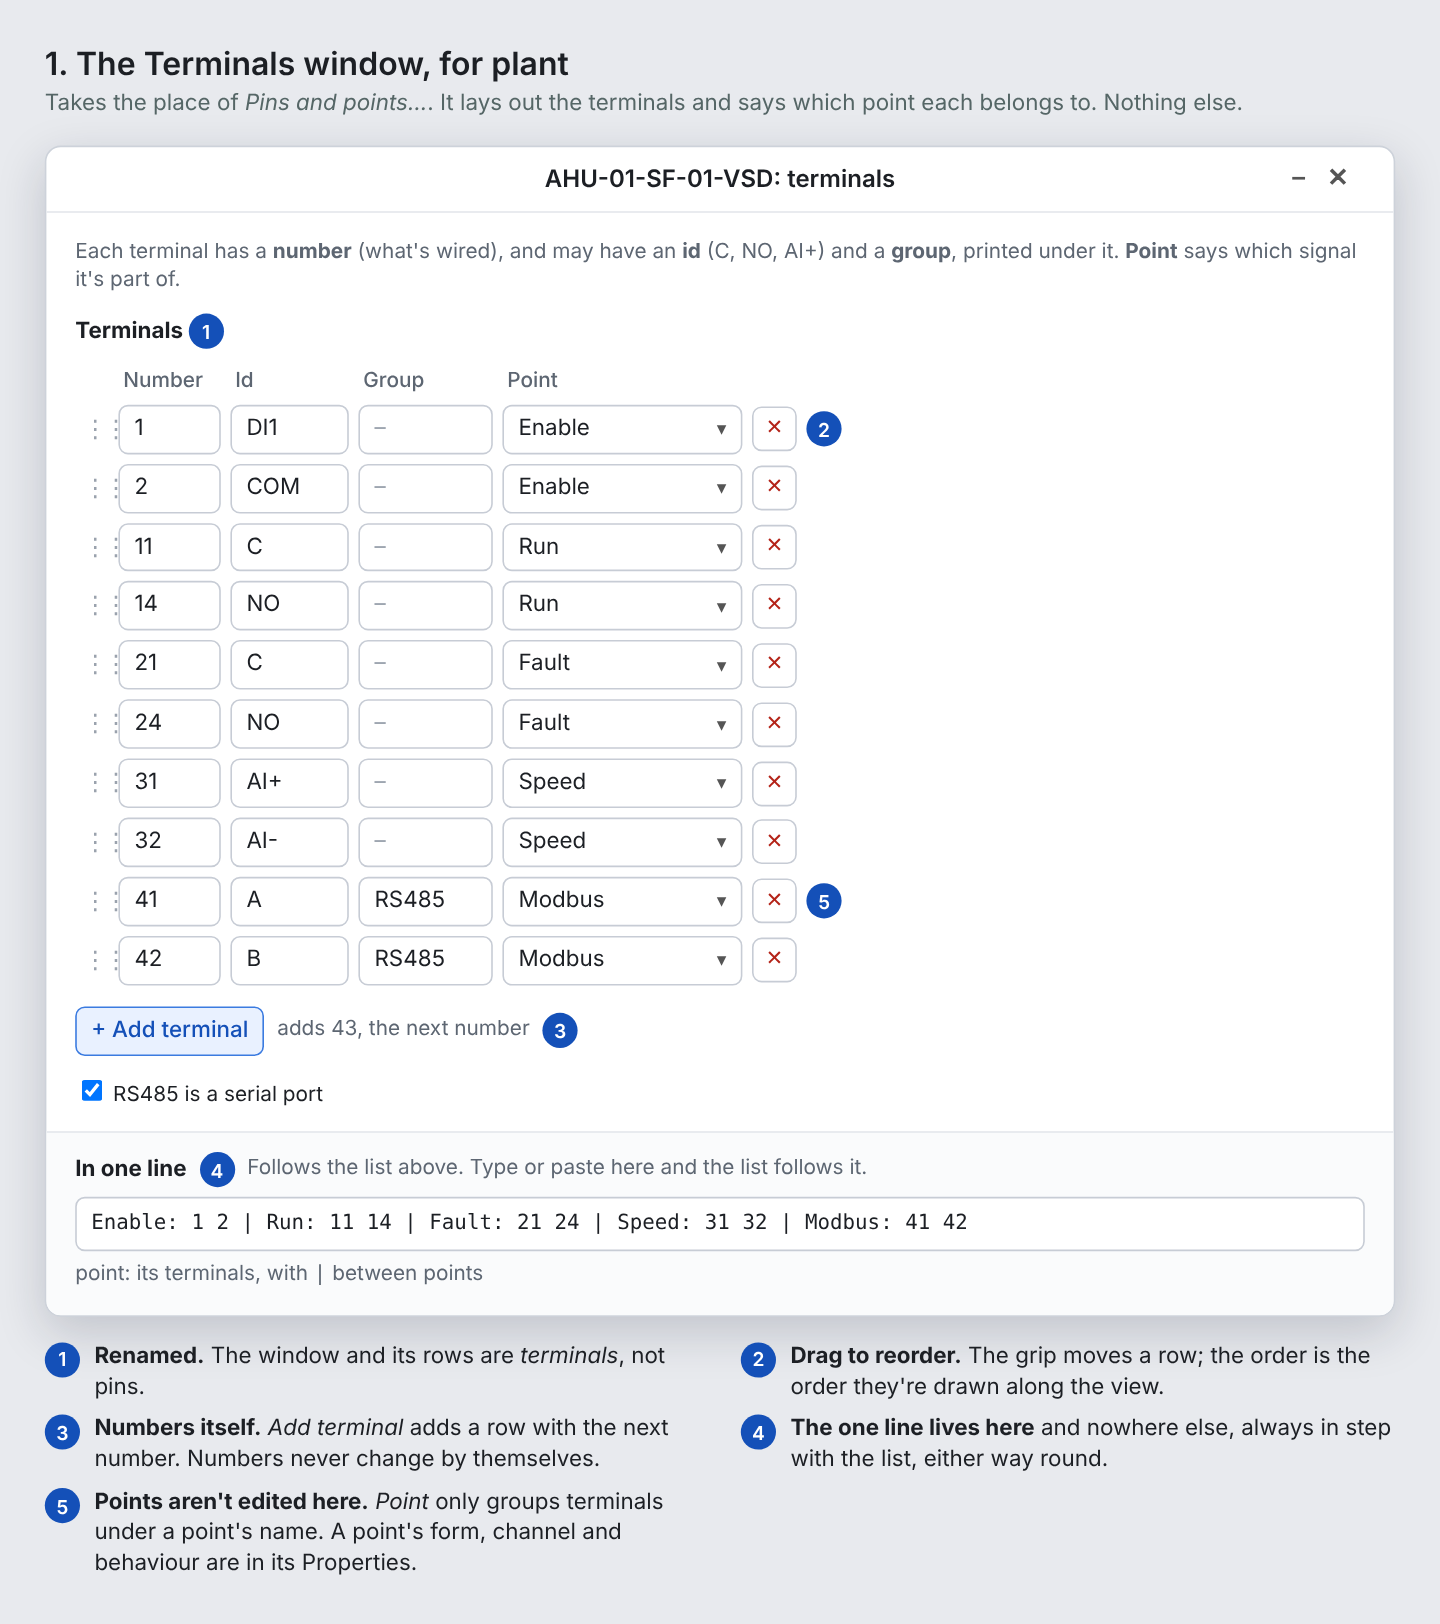 1. The Terminals window, for plant
Takes the place of Pins and points.... It lays out the terminals and says which point each belongs to. Nothing else.
AHU-01-SF-01-VSD: terminals – ✕
Each terminal has a number (what's wired), and may have an id (C, NO, AI+) and a group, printed under it. Point says which signal
it's part of.
Terminals 1
Number Id Group Point
1 DI1 – Enable ▾ ✕ 2
2 COM – Enable ▾ ✕
11 C – Run ▾ ✕
14 NO – Run ▾ ✕
21 C – Fault ▾ ✕
24 NO – Fault ▾ ✕
31 AI+ – Speed ▾ ✕
32 AI- – Speed ▾ ✕
41 A RS485 Modbus ▾ ✕ 5
42 B RS485 Modbus ▾ ✕
+ Add terminal adds 43, the next number 3
RS485 is a serial port
In one line 4 Follows the list above. Type or paste here and the list follows it.
Enable: 1 2 | Run: 11 14 | Fault: 21 24 | Speed: 31 32 | Modbus: 41 42
point: its terminals, with | between points
1 Renamed. The window and its rows are terminals, not
pins.
2 Drag to reorder. The grip moves a row; the order is the
order they're drawn along the view.
3 Numbers itself. Add terminal adds a row with the next
number. Numbers never change by themselves.
4 The one line lives here and nowhere else, always in step
with the list, either way round.
5 Points aren't edited here. Point only groups terminals
under a point's name. A point's form, channel and
behaviour are in its Properties.